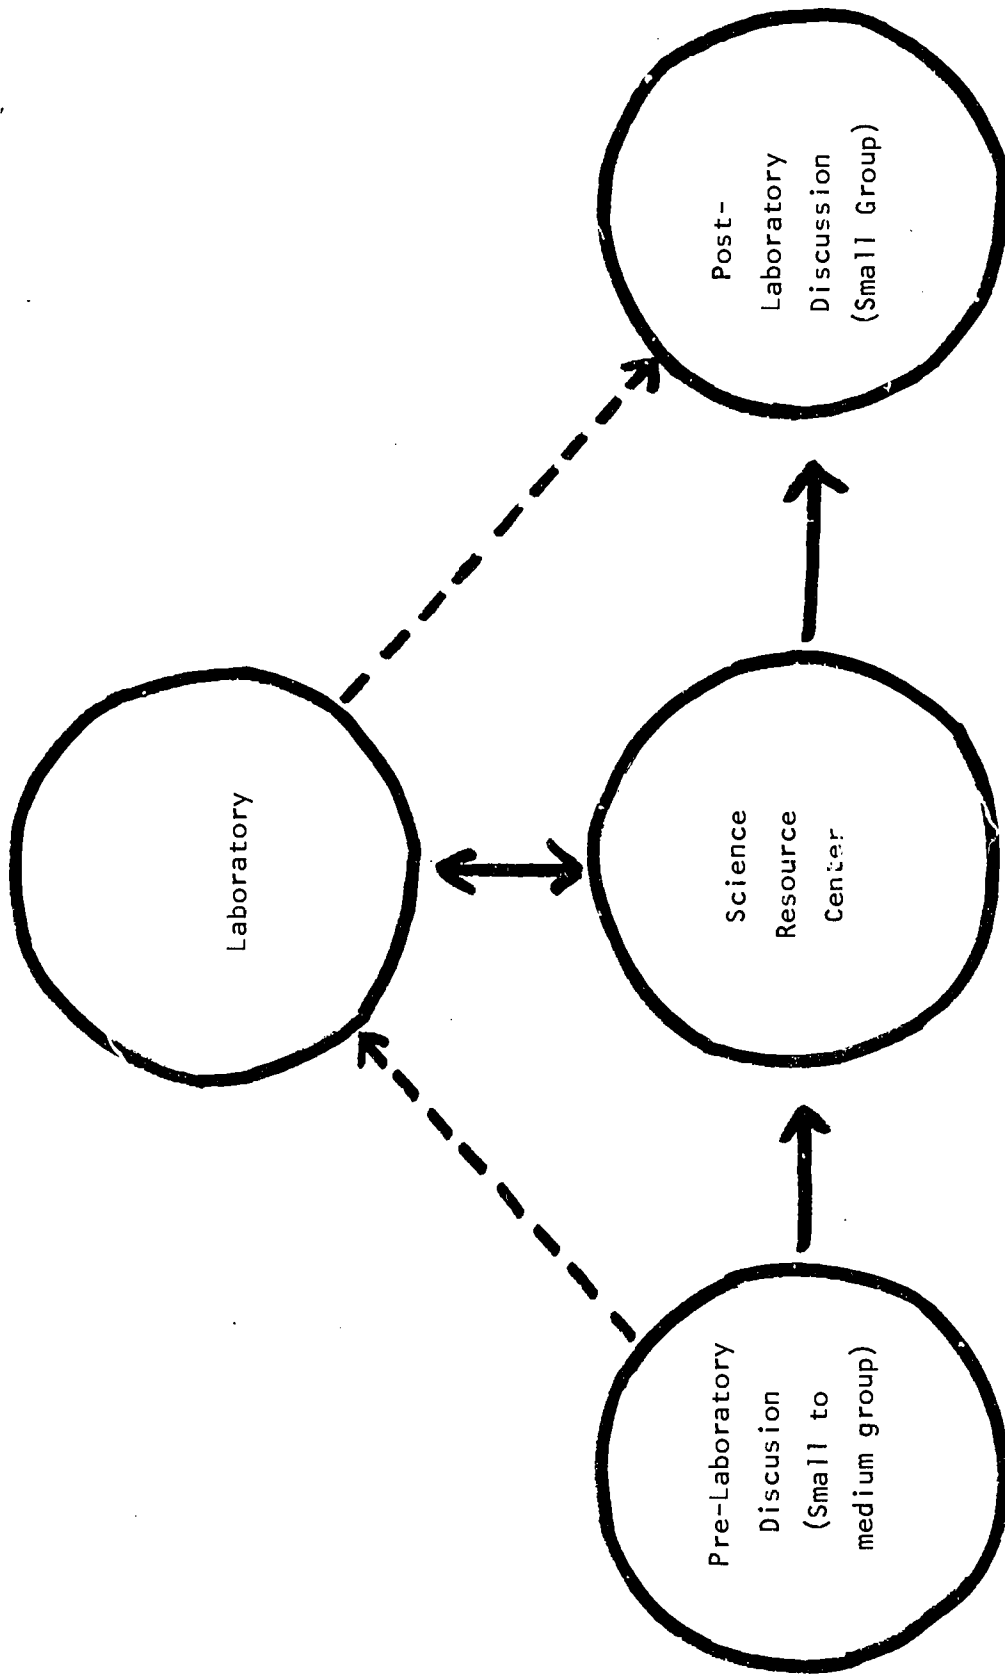 Laboratory
Pre-Laboratory
Discusion
(Small to
medium group)
Science
Resource
Center
Post-
Laboratory
Discussion
(Small Group)